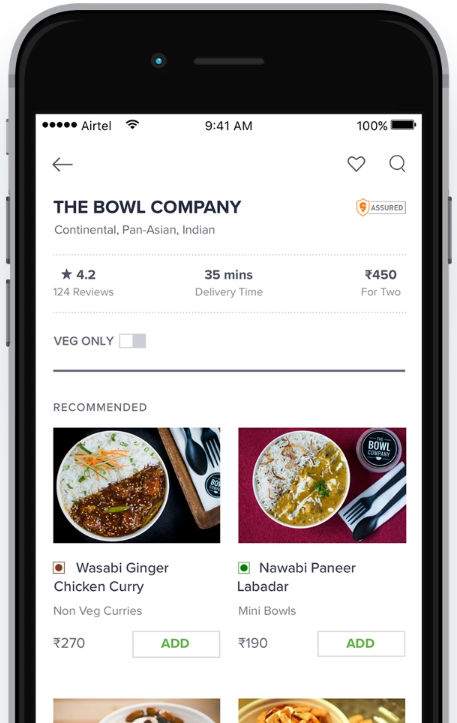 Airtel 9:41 AM 100%
THE BOWL COMPANY
ASSURED
Continental, Pan-Asian, Indian
★ 4.2 35 mins ₹450
124 Reviews Delivery Time For Two
VEG ONLY
RECOMMENDED
THE
BOWL
COMPANY
Wasabi Ginger
Chicken Curry
Non Veg Curries
₹270 ADD
Nawabi Paneer
Labadar
Mini Bowls
₹190 ADD